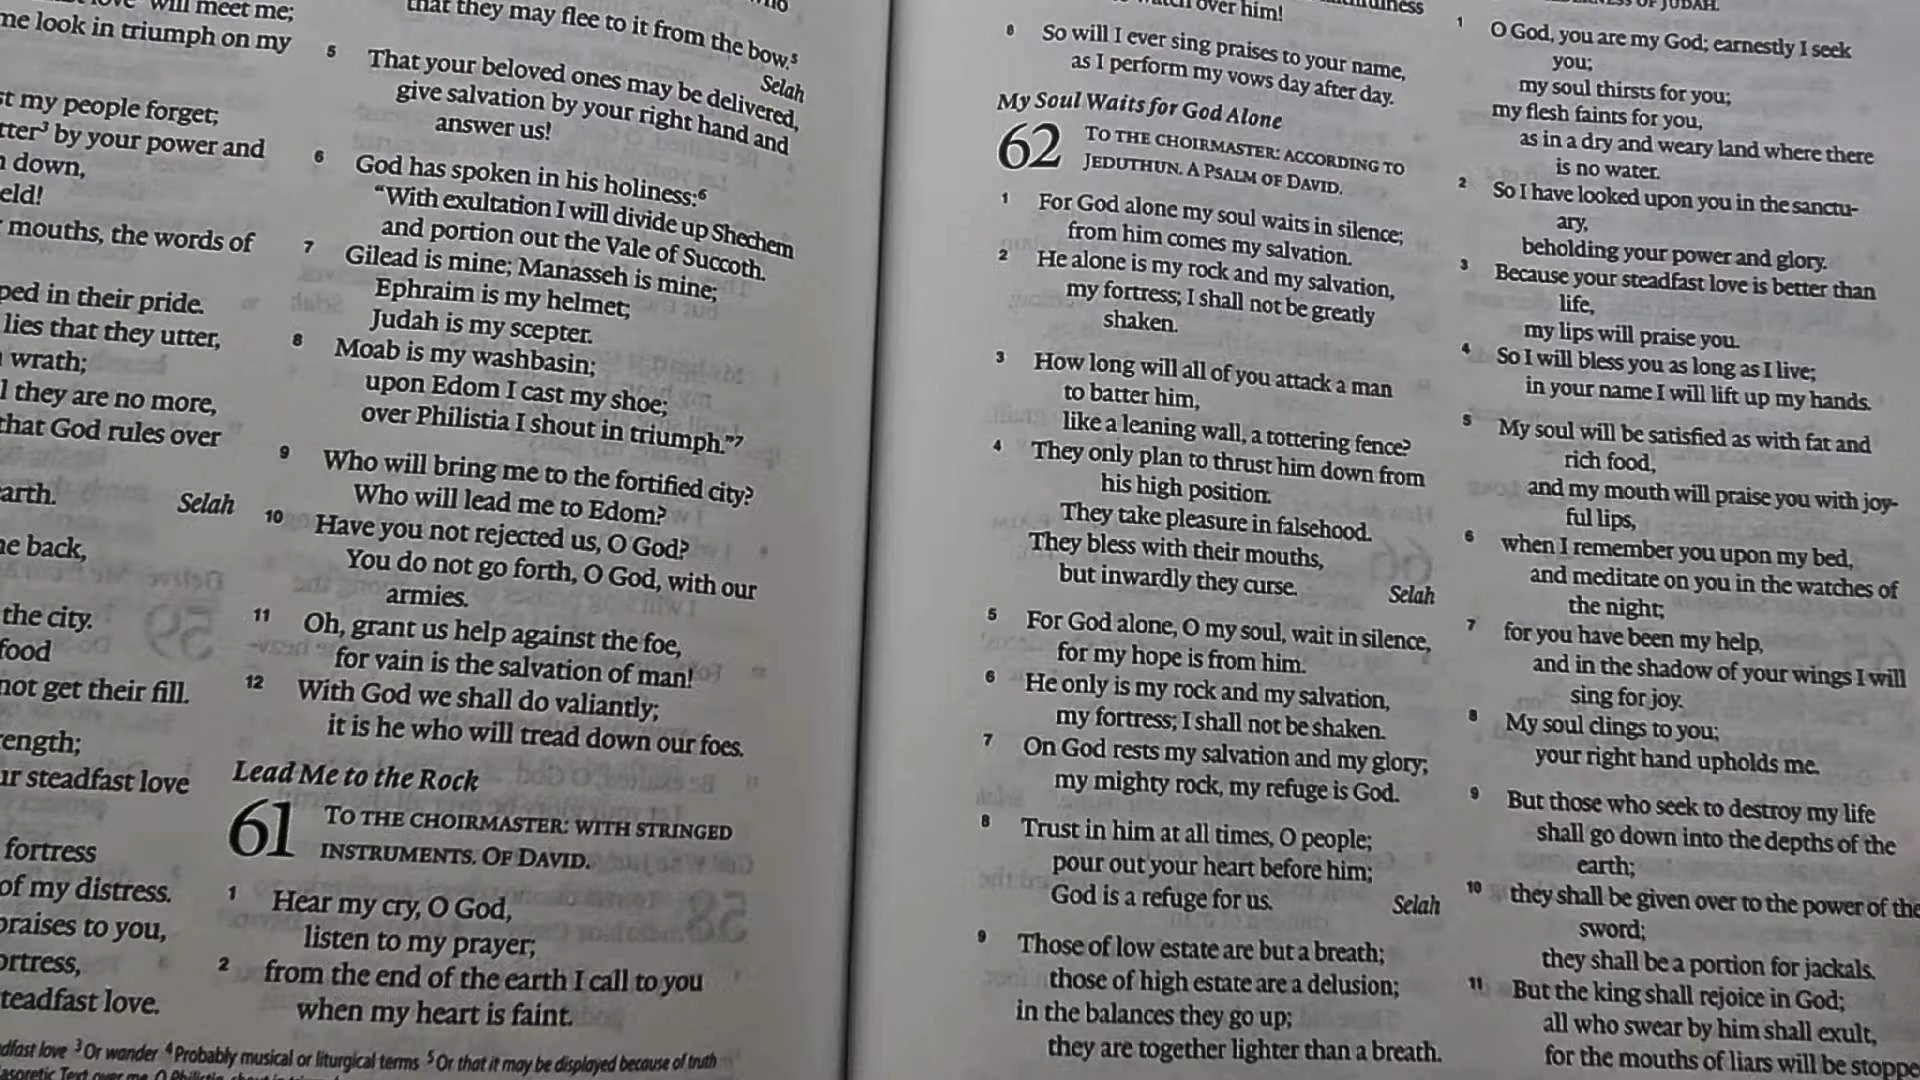 will meet me;
me look in triumph on my
st my people forget;
tter³ by your power and
down,
eld!
mouths, the words of
ped in their pride.
lies that they utter,
wrath;
l they are no more,
that God rules over
arth. Selah
me back,
the city.
food
not get their fill.
rength;
ur steadfast love
fortress
of my distress.
praises to you,
ortress,
teadfast love.
that they may flee to it from the bow.⁵
Selah
5 That your beloved ones may be delivered,
give salvation by your right hand and
answer us!
6 God has spoken in his holiness:⁶
“With exultation I will divide up Shechem
and portion out the Vale of Succoth.
7 Gilead is mine; Manasseh is mine;
Ephraim is my helmet;
Judah is my scepter.
8 Moab is my washbasin;
upon Edom I cast my shoe;
over Philistia I shout in triumph.”⁷
9 Who will bring me to the fortified city?
Who will lead me to Edom?
10 Have you not rejected us, O God?
You do not go forth, O God, with our
armies.
11 Oh, grant us help against the foe,
for vain is the salvation of man!
12 With God we shall do valiantly;
it is he who will tread down our foes.
Lead Me to the Rock
61 TO THE CHOIRMASTER: WITH STRINGED
INSTRUMENTS. OF DAVID.
1 Hear my cry, O God,
listen to my prayer;
2 from the end of the earth I call to you
when my heart is faint.
dfast love ³ Or wander ⁴ Probably musical or liturgical terms ⁵ Or that it may be displayed because of truth
over him!
8 So will I ever sing praises to your name,
as I perform my vows day after day.
My Soul Waits for God Alone
62 TO THE CHOIRMASTER: ACCORDING TO
JEDUTHUN. A PSALM OF DAVID.
1 For God alone my soul waits in silence;
from him comes my salvation.
2 He alone is my rock and my salvation,
my fortress; I shall not be greatly
shaken.
3 How long will all of you attack a man
to batter him,
like a leaning wall, a tottering fence?
4 They only plan to thrust him down from
his high position.
They take pleasure in falsehood.
They bless with their mouths,
but inwardly they curse. Selah
5 For God alone, O my soul, wait in silence,
for my hope is from him.
6 He only is my rock and my salvation,
my fortress; I shall not be shaken.
7 On God rests my salvation and my glory;
my mighty rock, my refuge is God.
8 Trust in him at all times, O people;
pour out your heart before him;
God is a refuge for us. Selah
9 Those of low estate are but a breath;
those of high estate are a delusion;
in the balances they go up;
they are together lighter than a breath.
OF JUDAH.
1 O God, you are my God; earnestly I seek
you;
my soul thirsts for you;
my flesh faints for you,
as in a dry and weary land where there
is no water.
2 So I have looked upon you in the sanctu-
ary,
beholding your power and glory.
3 Because your steadfast love is better than
life,
my lips will praise you.
4 So I will bless you as long as I live;
in your name I will lift up my hands.
5 My soul will be satisfied as with fat and
rich food,
and my mouth will praise you with joy-
ful lips,
6 when I remember you upon my bed,
and meditate on you in the watches of
the night;
7 for you have been my help,
and in the shadow of your wings I will
sing for joy.
8 My soul clings to you;
your right hand upholds me.
9 But those who seek to destroy my life
shall go down into the depths of the
earth;
10 they shall be given over to the power of the
sword;
they shall be a portion for jackals.
11 But the king shall rejoice in God;
all who swear by him shall exult,
for the mouths of liars will be stoppe